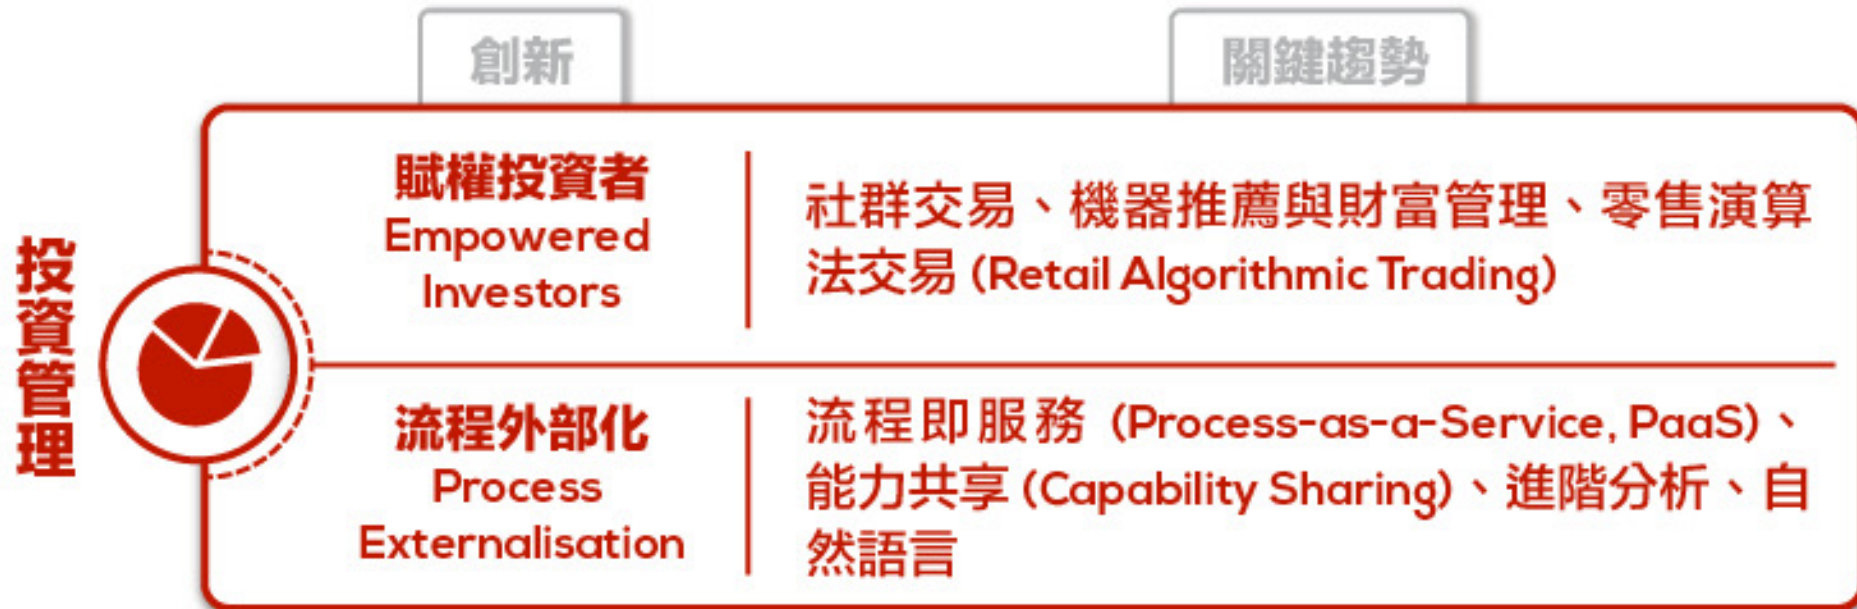 創新
關鍵趨勢
投資管理
賦權投資者
Empowered
Investors
社群交易、機器推薦與財富管理、零售演算
法交易 (Retail Algorithmic Trading)
流程外部化
Process
Externalisation
流程即服務 (Process-as-a-Service, PaaS)、
能力共享 (Capability Sharing)、進階分析、自
然語言